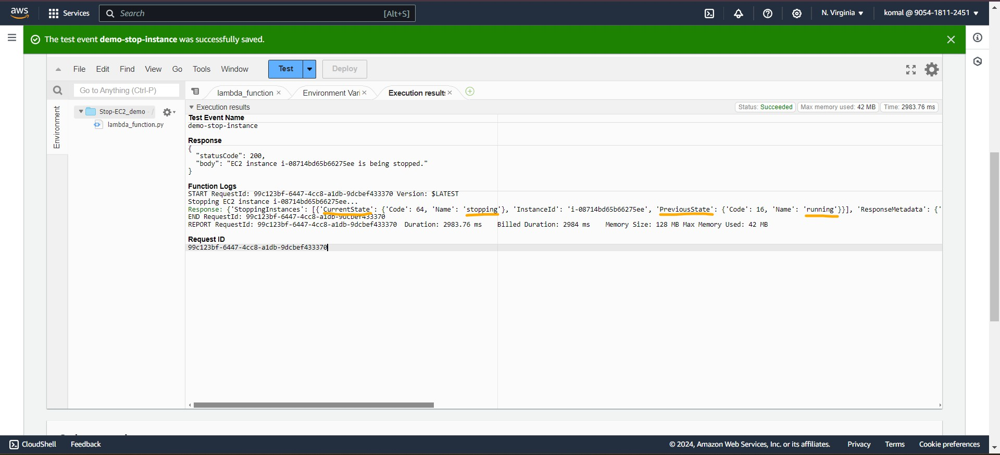 aws Services Search [Alt+S] N. Virginia komal @ 9054-1811-2451
The test event demo-stop-instance was successfully saved.
File Edit Find View Go Tools Window Test Deploy
Go to Anything (Ctrl-P) lambda_function Environment Vari Execution results
Environment
Stop-EC2_demo - /
lambda_function.py
Execution results Status: Succeeded Max memory used: 42 MB Time: 2983.76 ms
Test Event Name
demo-stop-instance
Response
{
"statusCode": 200,
"body": "EC2 instance i-08714bd65b66275ee is being stopped."
}
Function Logs
START RequestId: 99c123bf-6447-4cc8-a1db-9dcbef433370 Version: $LATEST
Stopping EC2 instance i-08714bd65b66275ee...
Response: {'StoppingInstances': [{'CurrentState': {'Code': 64, 'Name': 'stopping'}, 'InstanceId': 'i-08714bd65b66275ee', 'PreviousState': {'Code': 16, 'Name': 'running'}}], 'ResponseMetadata': {'
END RequestId: 99c123bf-6447-4cc8-a1db-9dcbef433370
REPORT RequestId: 99c123bf-6447-4cc8-a1db-9dcbef433370 Duration: 2983.76 ms Billed Duration: 2984 ms Memory Size: 128 MB Max Memory Used: 42 MB
Request ID
99c123bf-6447-4cc8-a1db-9dcbef433370
CloudShell Feedback © 2024, Amazon Web Services, Inc. or its affiliates. Privacy Terms Cookie preferences